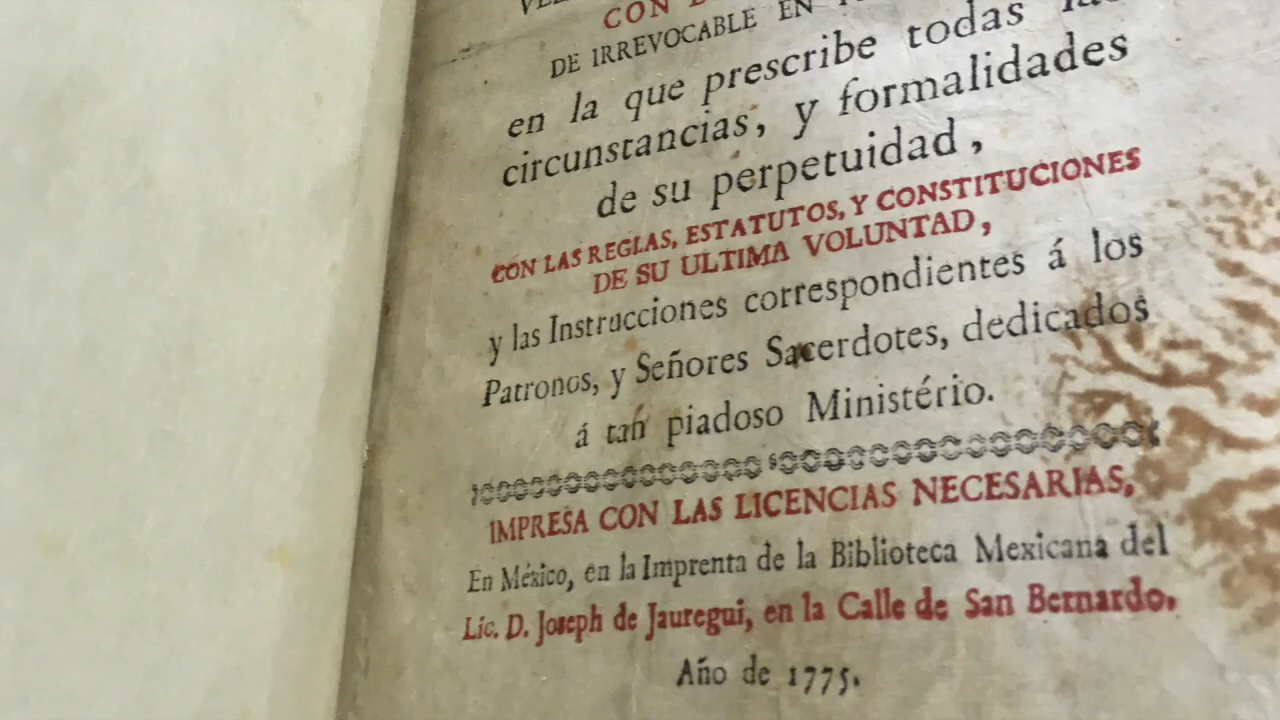 CON
DE IRREVOCABLE EN
en la que prescribe todas las
circunstancias, y formalidades
de su perpetuidad,
CON LAS REGLAS, ESTATUTOS, Y CONSTITUCIONES
DE SU ULTIMA VOLUNTAD,
y las Instrucciones correspondientes á los
Patronos, y Señores Sacerdotes, dedicados
á tan piadoso Ministério.
IMPRESA CON LAS LICENCIAS NECESARIAS,
En México, en la Imprenta de la Biblioteca Mexicana del
Lic. D. Joseph de Jauregui, en la Calle de San Bernardo.
Año de 1775.